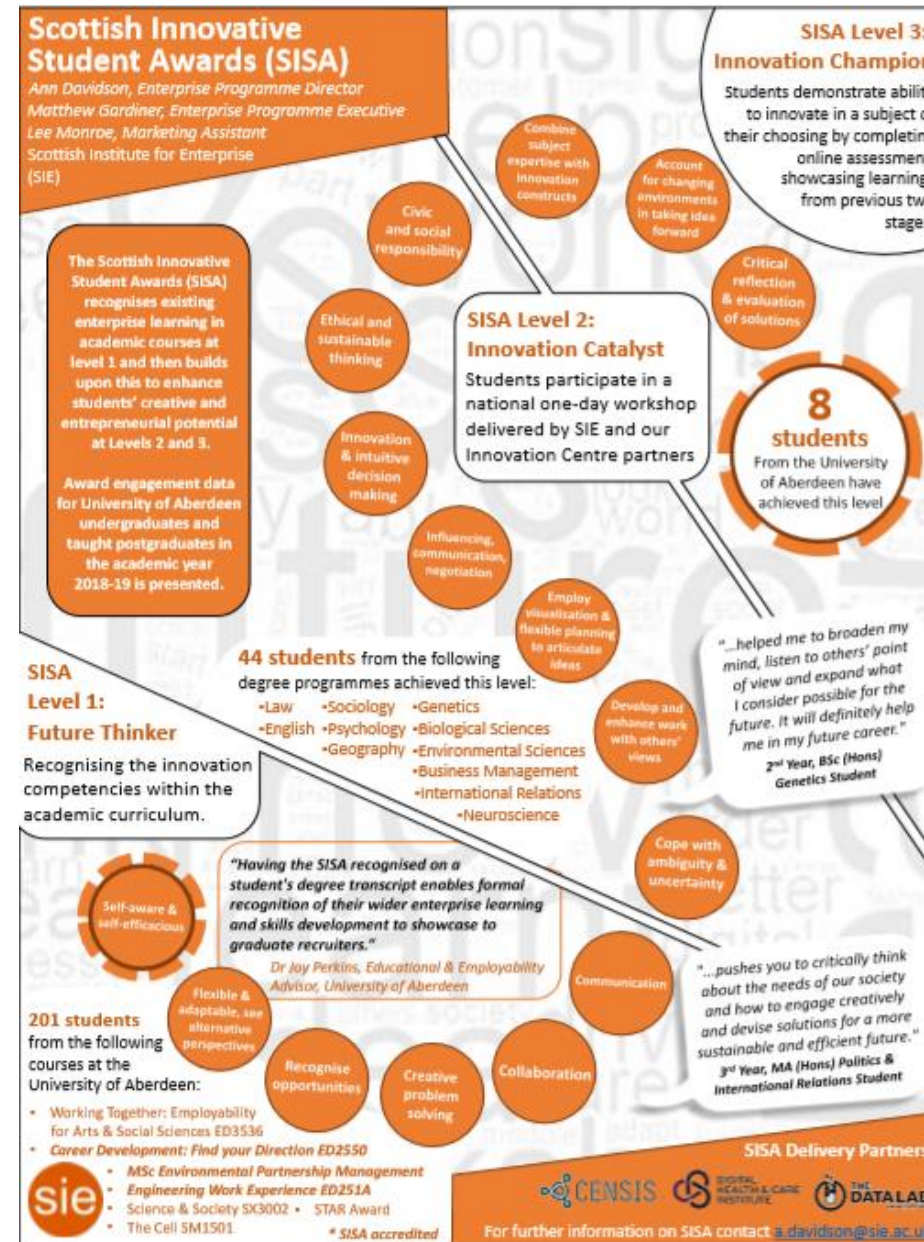 Scottish Innovative
Student Awards (SISA)
Ann Davidson, Enterprise Programme Director
Matthew Gardiner, Enterprise Programme Executive
Lee Monroe, Marketing Assistant
Scottish Institute for Enterprise
(SIE)
The Scottish Innovative
Student Awards (SISA)
recognises existing
enterprise learning in
academic courses at
level 1 and then builds
upon this to enhance
students' creative and
entrepreneurial potential
at Levels 2 and 3.
Award engagement data
for University of Aberdeen
undergraduates and
taught postgraduates in
the academic year
2018-19 is presented.
SISA
Level 1:
Future Thinker
Recognising the innovation
competencies within the
academic curriculum.
Self-aware &
self-efficacious
Flexible &
adaptable, see
alternative
perspectives
Recognise
opportunities
Creative
problem
solving
Collaboration
Communication
"Having the SISA recognised on a
student's degree transcript enables formal
recognition of their wider enterprise learning
and skills development to showcase to
graduate recruiters."
Dr Joy Perkins, Educational & Employability
Advisor, University of Aberdeen
201 students
from the following
courses at the
University of Aberdeen:
• Working Together: Employability
for Arts & Social Sciences ED3536
• Career Development: Find your Direction ED2550
• MSc Environmental Partnership Management
• Engineering Work Experience ED251A
• Science & Society SX3002 • STAR Award
• The Cell SM1501
* SISA accredited
sie
SISA Level 2:
Innovation Catalyst
Students participate in a
national one-day workshop
delivered by SIE and our
Innovation Centre partners
Civic
and social
responsibility
Ethical and
sustainable
thinking
Innovation
& intuitive
decision
making
Influencing,
communication,
negotiation
Employ
visualisation &
flexible planning
to articulate
ideas
Develop and
enhance work
with others'
views
Cope with
ambiguity &
uncertainty
44 students from the following
degree programmes achieved this level:
•Law •Sociology •Genetics
•English •Psychology •Biological Sciences
•Geography •Environmental Sciences
•Business Management
•International Relations
•Neuroscience
SISA Level 3:
Innovation Champion
Students demonstrate abilit
to innovate in a subject o
their choosing by completin
online assessmen
showcasing learning
from previous tw
stage
Combine
subject
expertise with
innovation
constructs
Account
for changing
environments
in taking idea
forward
Critical
reflection
& evaluation
of solutions
8
students
From the University
of Aberdeen have
achieved this level
"...helped me to broaden my
mind, listen to others' point
of view and expand what
I consider possible for the
future. It will definitely help
me in my future career."
2nd Year, BSc (Hons)
Genetics Student
"...pushes you to critically think
about the needs of our society
and how to engage creatively
and devise solutions for a more
sustainable and efficient future."
3rd Year, MA (Hons) Politics &
International Relations Student
SISA Delivery Partners
CENSIS
DIGITAL
HEALTH & CARE
INSTITUTE
THE
DATALAB
For further information on SISA contact a.davidson@sie.ac.u